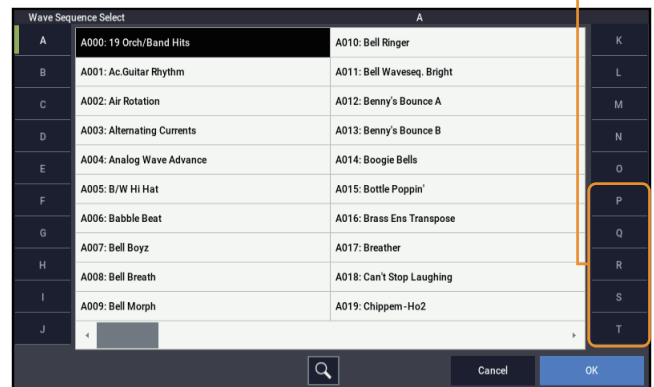 Wave Sequence Select
A
A
B
C
D
E
F
G
H
I
J
A000: 19 Orch/Band Hits
A001: Ac.Guitar Rhythm
A002: Air Rotation
A003: Alternating Currents
A004: Analog Wave Advance
A005: B/W Hi Hat
A006: Babble Beat
A007: Bell Boyz
A008: Bell Breath
A009: Bell Morph
A010: Bell Ringer
A011: Bell Waveseq. Bright
A012: Benny's Bounce A
A013: Benny's Bounce B
A014: Boogie Bells
A015: Bottle Poppin'
A016: Brass Ens Transpose
A017: Breather
A018: Can't Stop Laughing
A019: Chippem-Ho2
K
L
M
N
O
P
Q
R
S
T
Cancel
OK